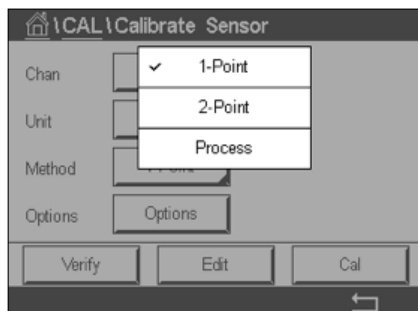 \CAL\Calibrate Sensor
Chan
✓ 1-Point
2-Point
Process
Unit
Method
Options Options
Verify Edit Cal